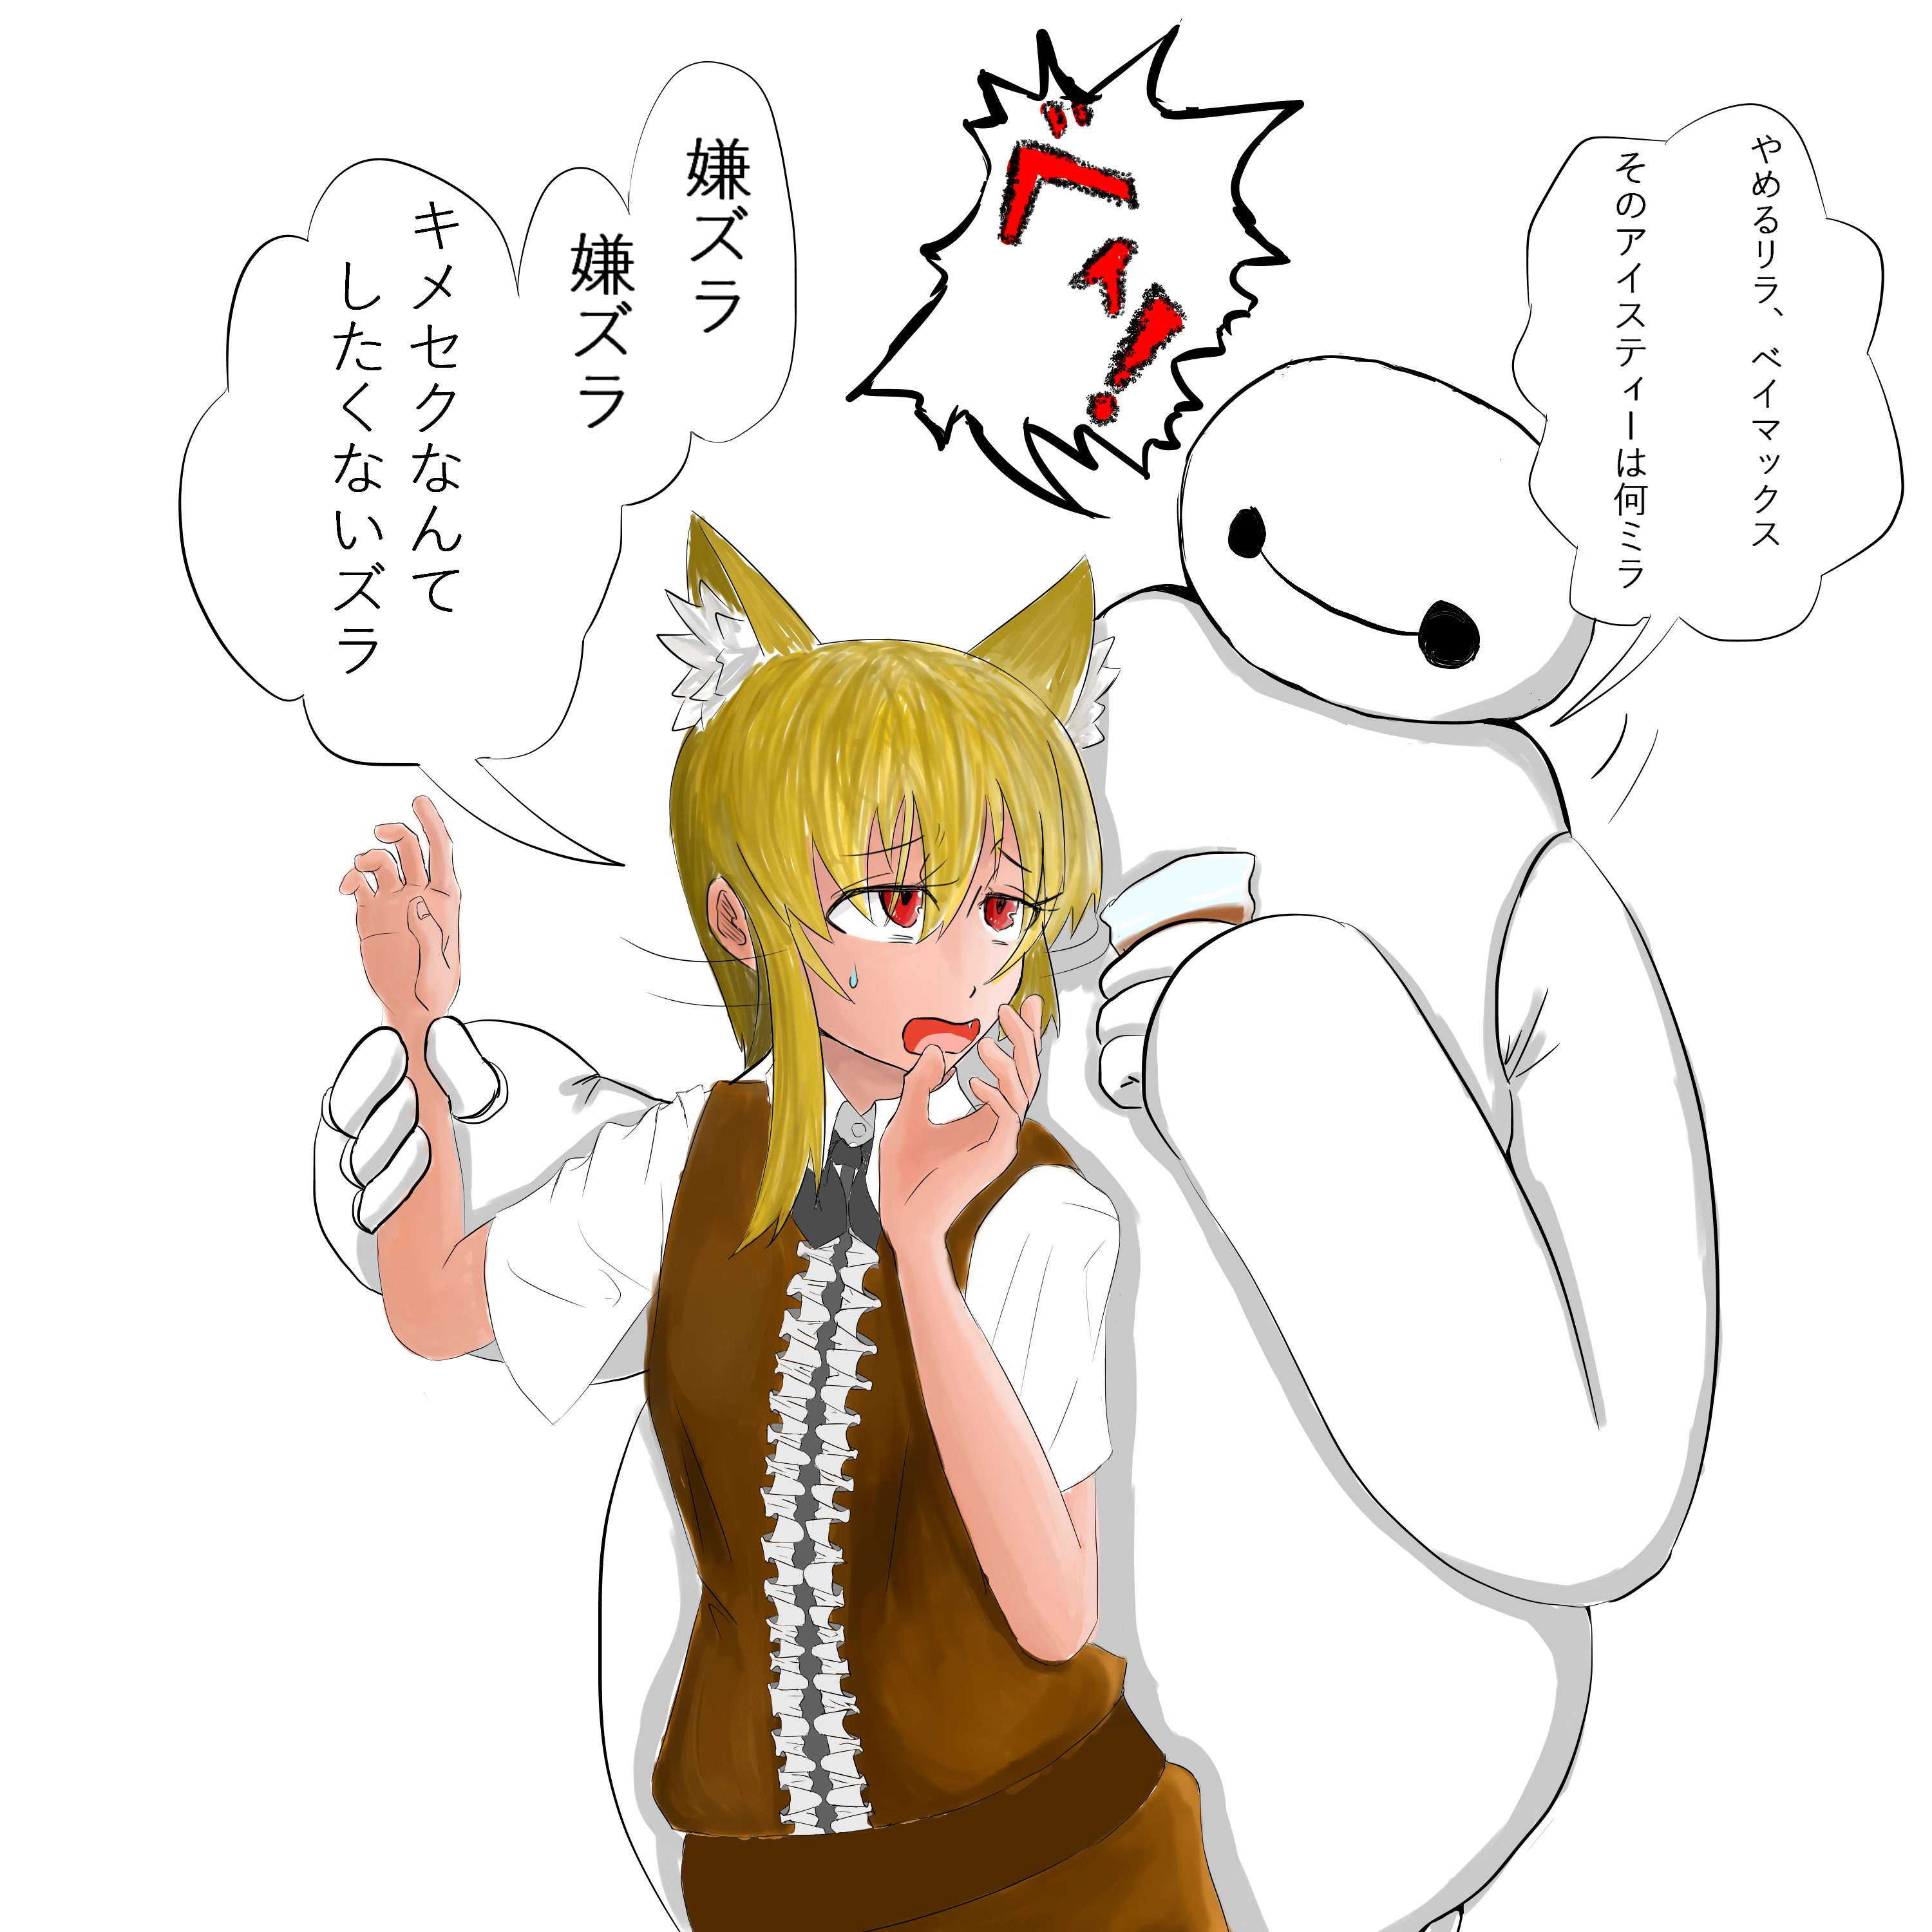 やめるリラ、ベイマックス
そのアイスティーは何ミラ
ベイン!
嫌ズラ
嫌ズラ
キメセクなんて
したくないズラ